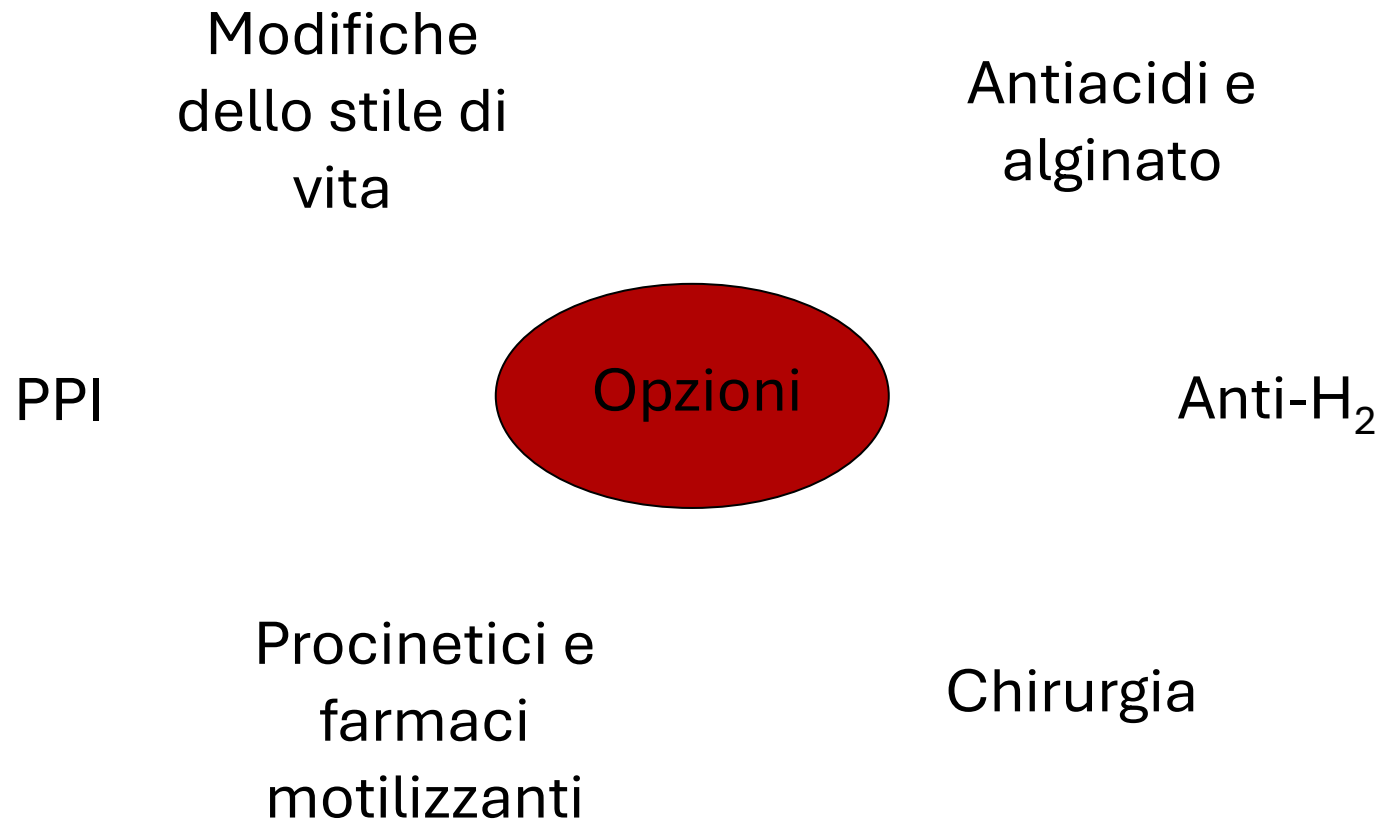 Modifiche
dello stile di
vita
Antiacidi e
alginato
PPI
Opzioni
Anti-H₂
Procinetici e
farmaci
motilizzanti
Chirurgia